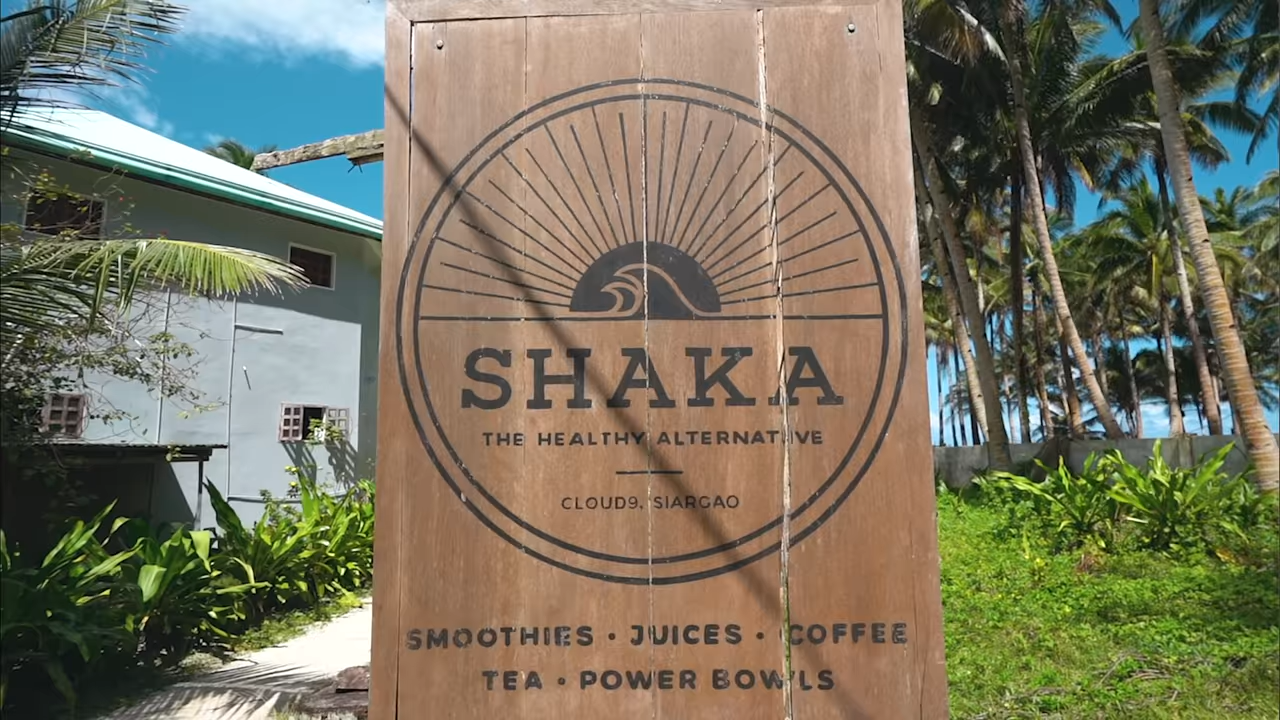 SHAKA
THE HEALTHY ALTERNATIVE
CLOUD9, SIARGAO
SMOOTHIES • JUICES • COFFEE
TEA • POWER BOWLS